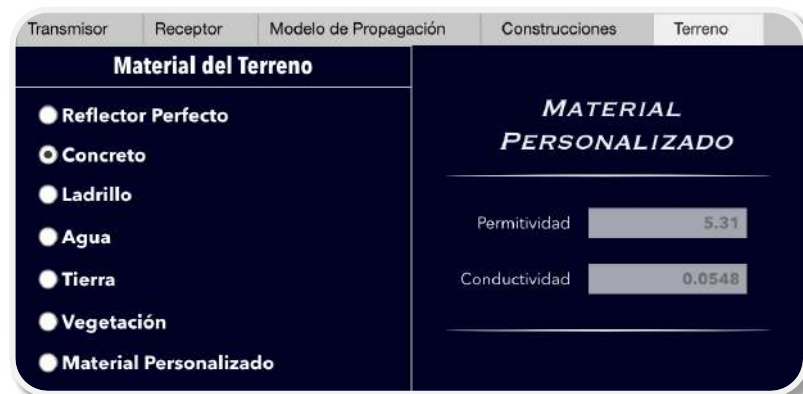 Transmisor Receptor Modelo de Propagación Construcciones Terreno
Material del Terreno
Reflector Perfecto
Concreto
Ladrillo
Agua
Tierra
Vegetación
Material Personalizado
MATERIAL
PERSONALIZADO
Permitividad 5.31
Conductividad 0.0548